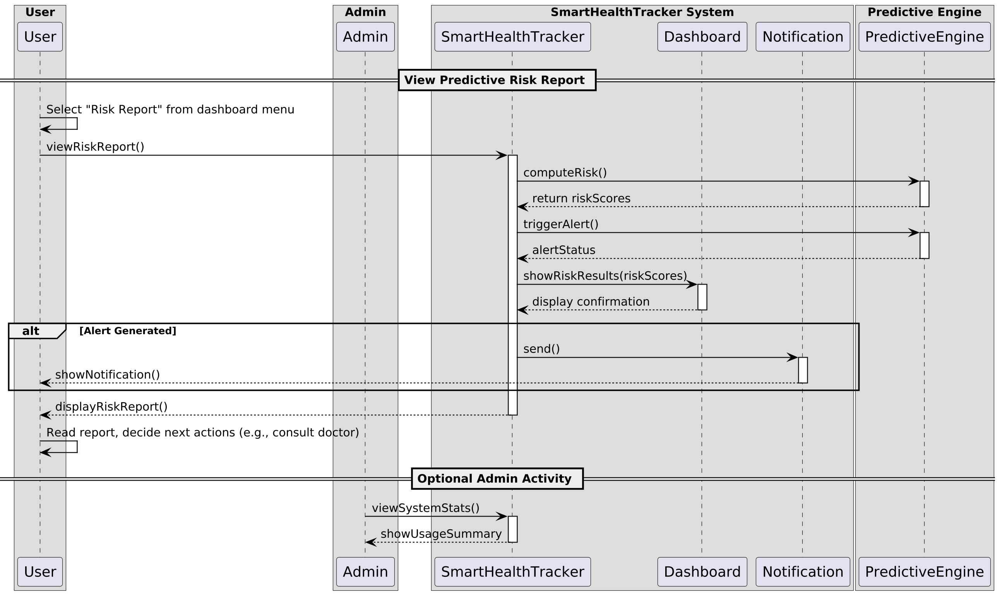 User
Admin
SmartHealthTracker System
Predictive Engine
User
Admin
SmartHealthTracker
Dashboard
Notification
PredictiveEngine
View Predictive Risk Report
Select "Risk Report" from dashboard menu
viewRiskReport()
computeRisk()
return riskScores
triggerAlert()
alertStatus
showRiskResults(riskScores)
display confirmation
alt
[Alert Generated]
send()
showNotification()
displayRiskReport()
Read report, decide next actions (e.g., consult doctor)
Optional Admin Activity
viewSystemStats()
showUsageSummary
User
Admin
SmartHealthTracker
Dashboard
Notification
PredictiveEngine